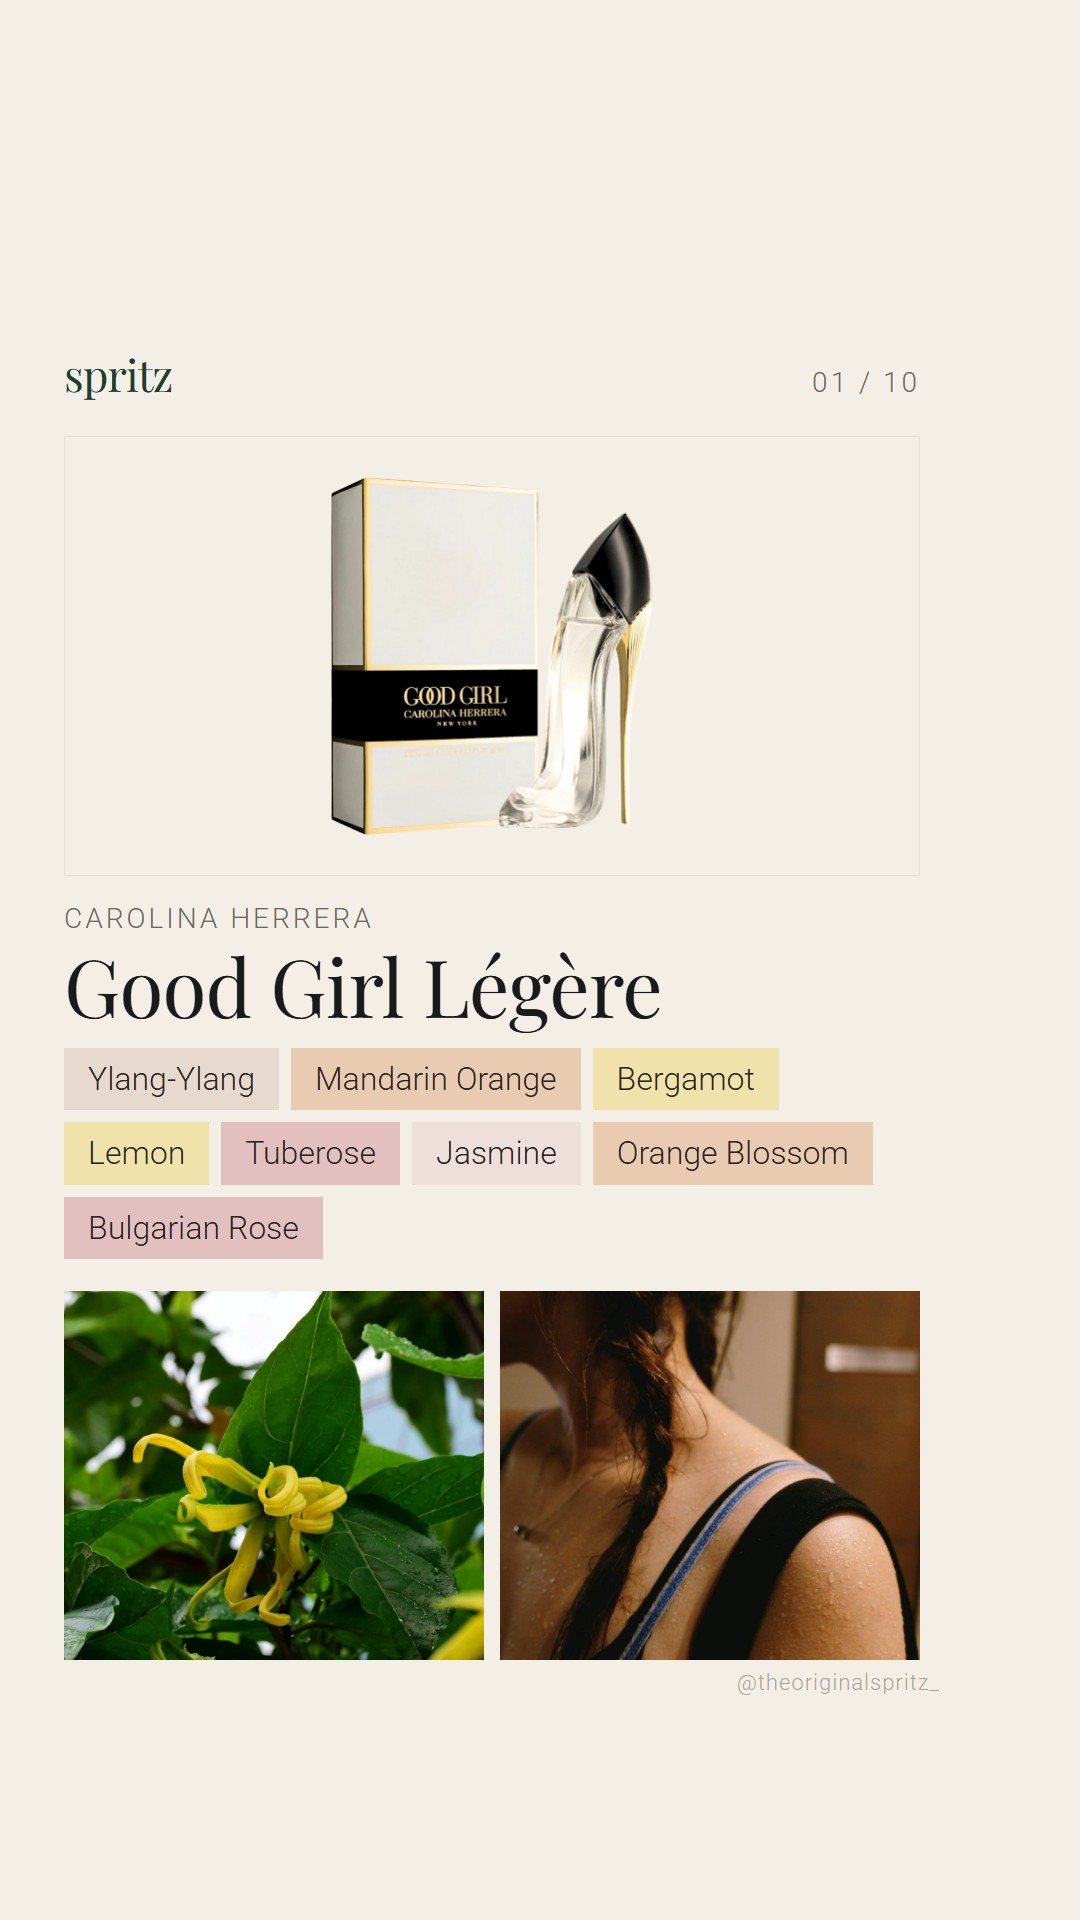 spritz
01 / 10
GOOD GIRL
CAROLINA HERRERA
NEW YORK
CAROLINA HERRERA
Good Girl Légère
Ylang-Ylang
Mandarin Orange
Bergamot
Lemon
Tuberose
Jasmine
Orange Blossom
Bulgarian Rose
@theoriginalspritz_